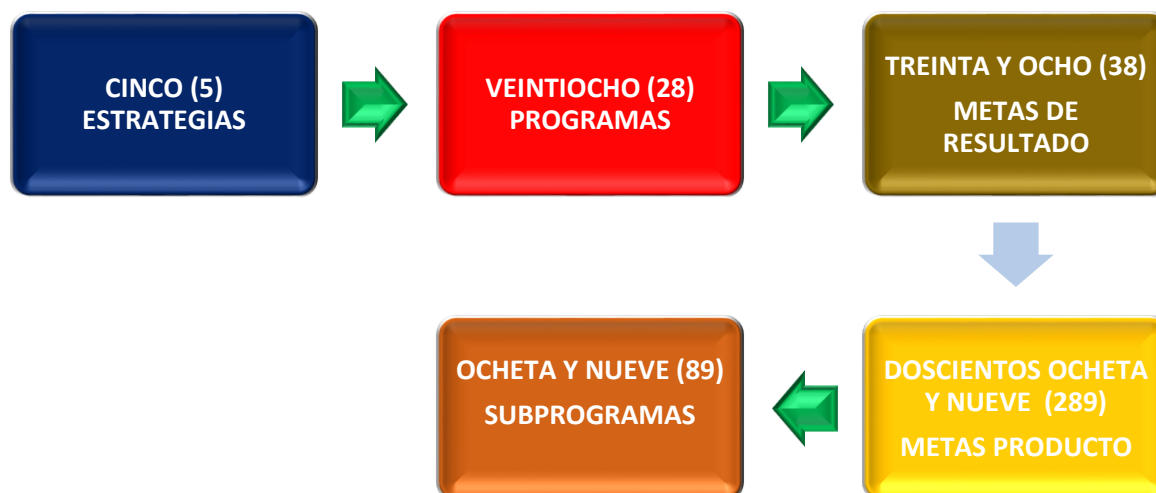 CINCO (5)
ESTRATEGIAS
VEINTIOCHO (28)
PROGRAMAS
TREINTA Y OCHO (38)
METAS DE
RESULTADO
DOSCIENTOS OCHETA
Y NUEVE (289)
METAS PRODUCTO
OCHETA Y NUEVE (89)
SUBPROGRAMAS